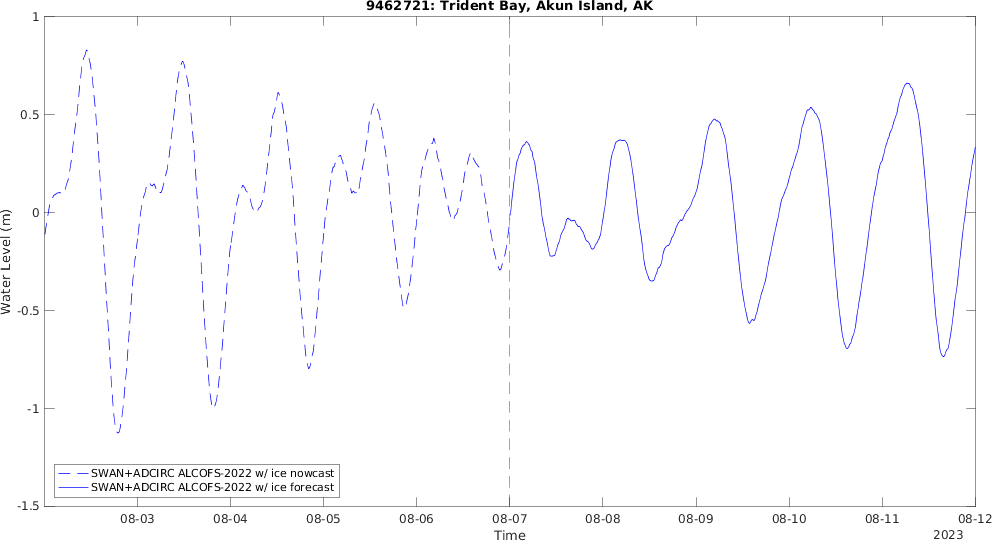 9462721: Trident Bay, Akun Island, AK
1
0.5
0
-0.5
-1
-1.5
Water Level (m)
SWAN+ADCIRC ALCOFS-2022 w/ ice nowcast
SWAN+ADCIRC ALCOFS-2022 w/ ice forecast
08-03 08-04 08-05 08-06 08-07 08-08 08-09 08-10 08-11 08-12
Time
2023